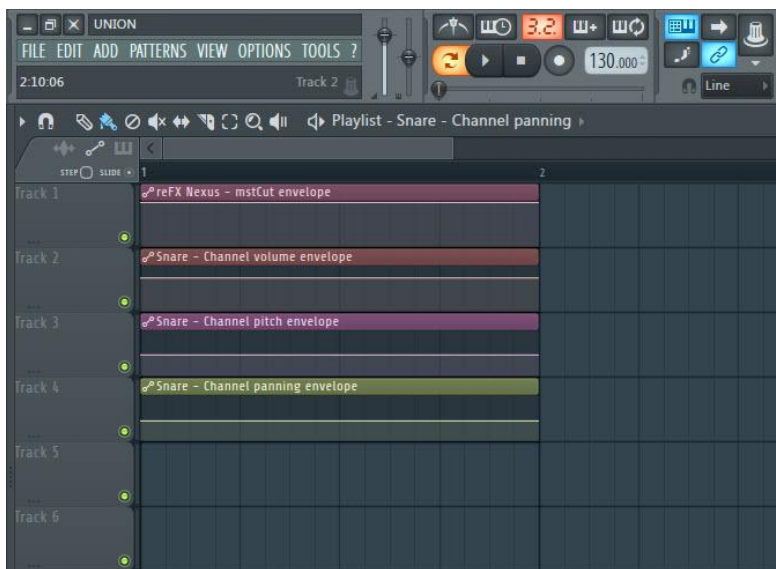 UNION
FILE EDIT ADD PATTERNS VIEW OPTIONS TOOLS ?
3.2.
130.000
2:10:06
Track 2
Line
Playlist - Snare - Channel panning
STEP SLIDE
1
2
Track 1
reFX Nexus - mstCut envelope
Track 2
Snare - Channel volume envelope
Track 3
Snare - Channel pitch envelope
Track 4
Snare - Channel panning envelope
Track 5
Track 6